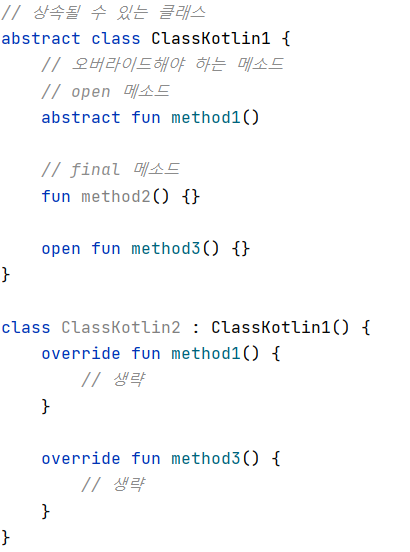 // 상속될 수 있는 클래스
abstract class ClassKotlin1 {
    // 오버라이드해야 하는 메소드
    // open 메소드
    abstract fun method1()

    // final 메소드
    fun method2() {}

    open fun method3() {}
}

class ClassKotlin2 : ClassKotlin1() {
    override fun method1() {
        // 생략
    }

    override fun method3() {
        // 생략
    }
}